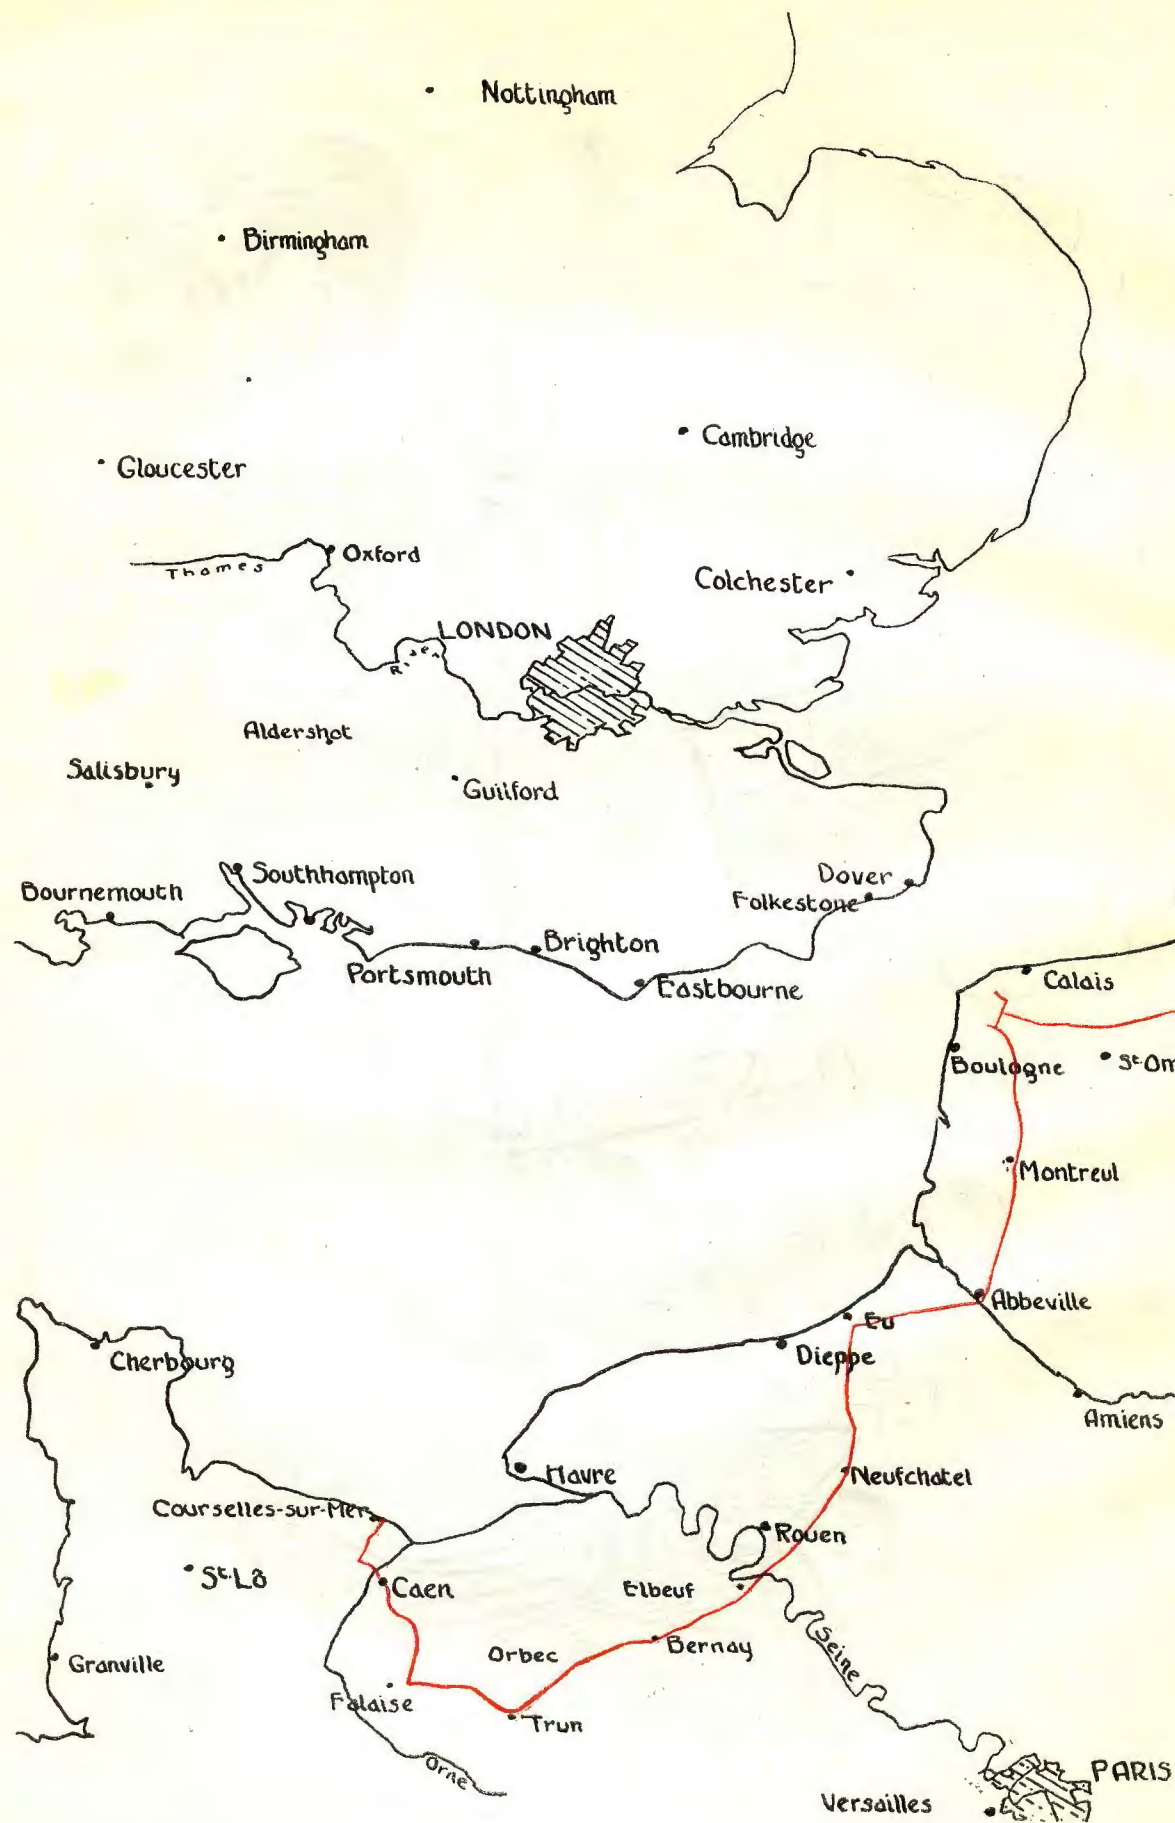 Nottingham
Birmingham
Cambridge
Gloucester
Oxford
Thames
Colchester
LONDON
River
Aldershot
Salisbury
Guilford
Southhampton
Dover
Bournemouth
Folkestone
Brighton
Portsmouth
Eastbourne
Calais
Boulogne
St. Om
Montreul
Abbeville
Eu
Dieppe
Cherbourg
Amiens
Havre
Neufchatel
Courselles-sur-Mer
Rouen
St. Lô
Caen
Elbeuf
Seine
Bernay
Orbec
Granville
Falaise
Trun
Orne
PARIS
Versailles